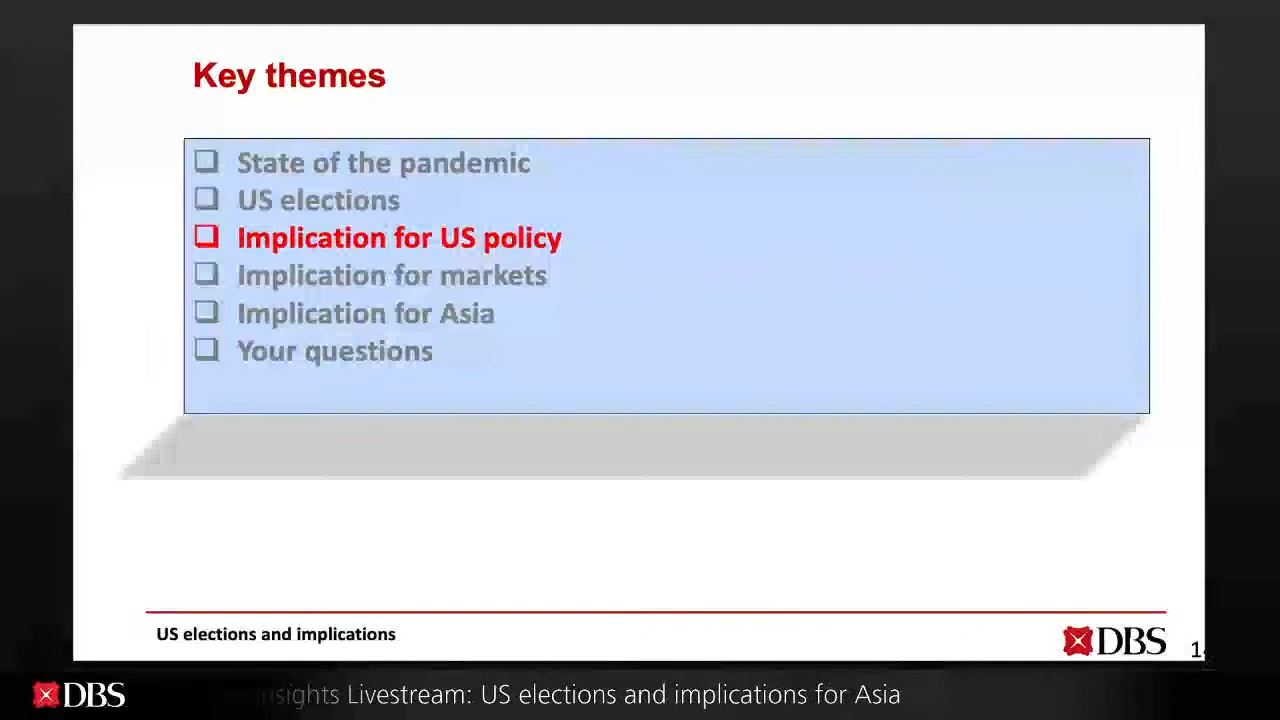 Key themes
State of the pandemic
US elections
Implication for US policy
Implication for markets
Implication for Asia
Your questions
US elections and implications
DBS
DBS
Livestream: US elections and implications for Asia